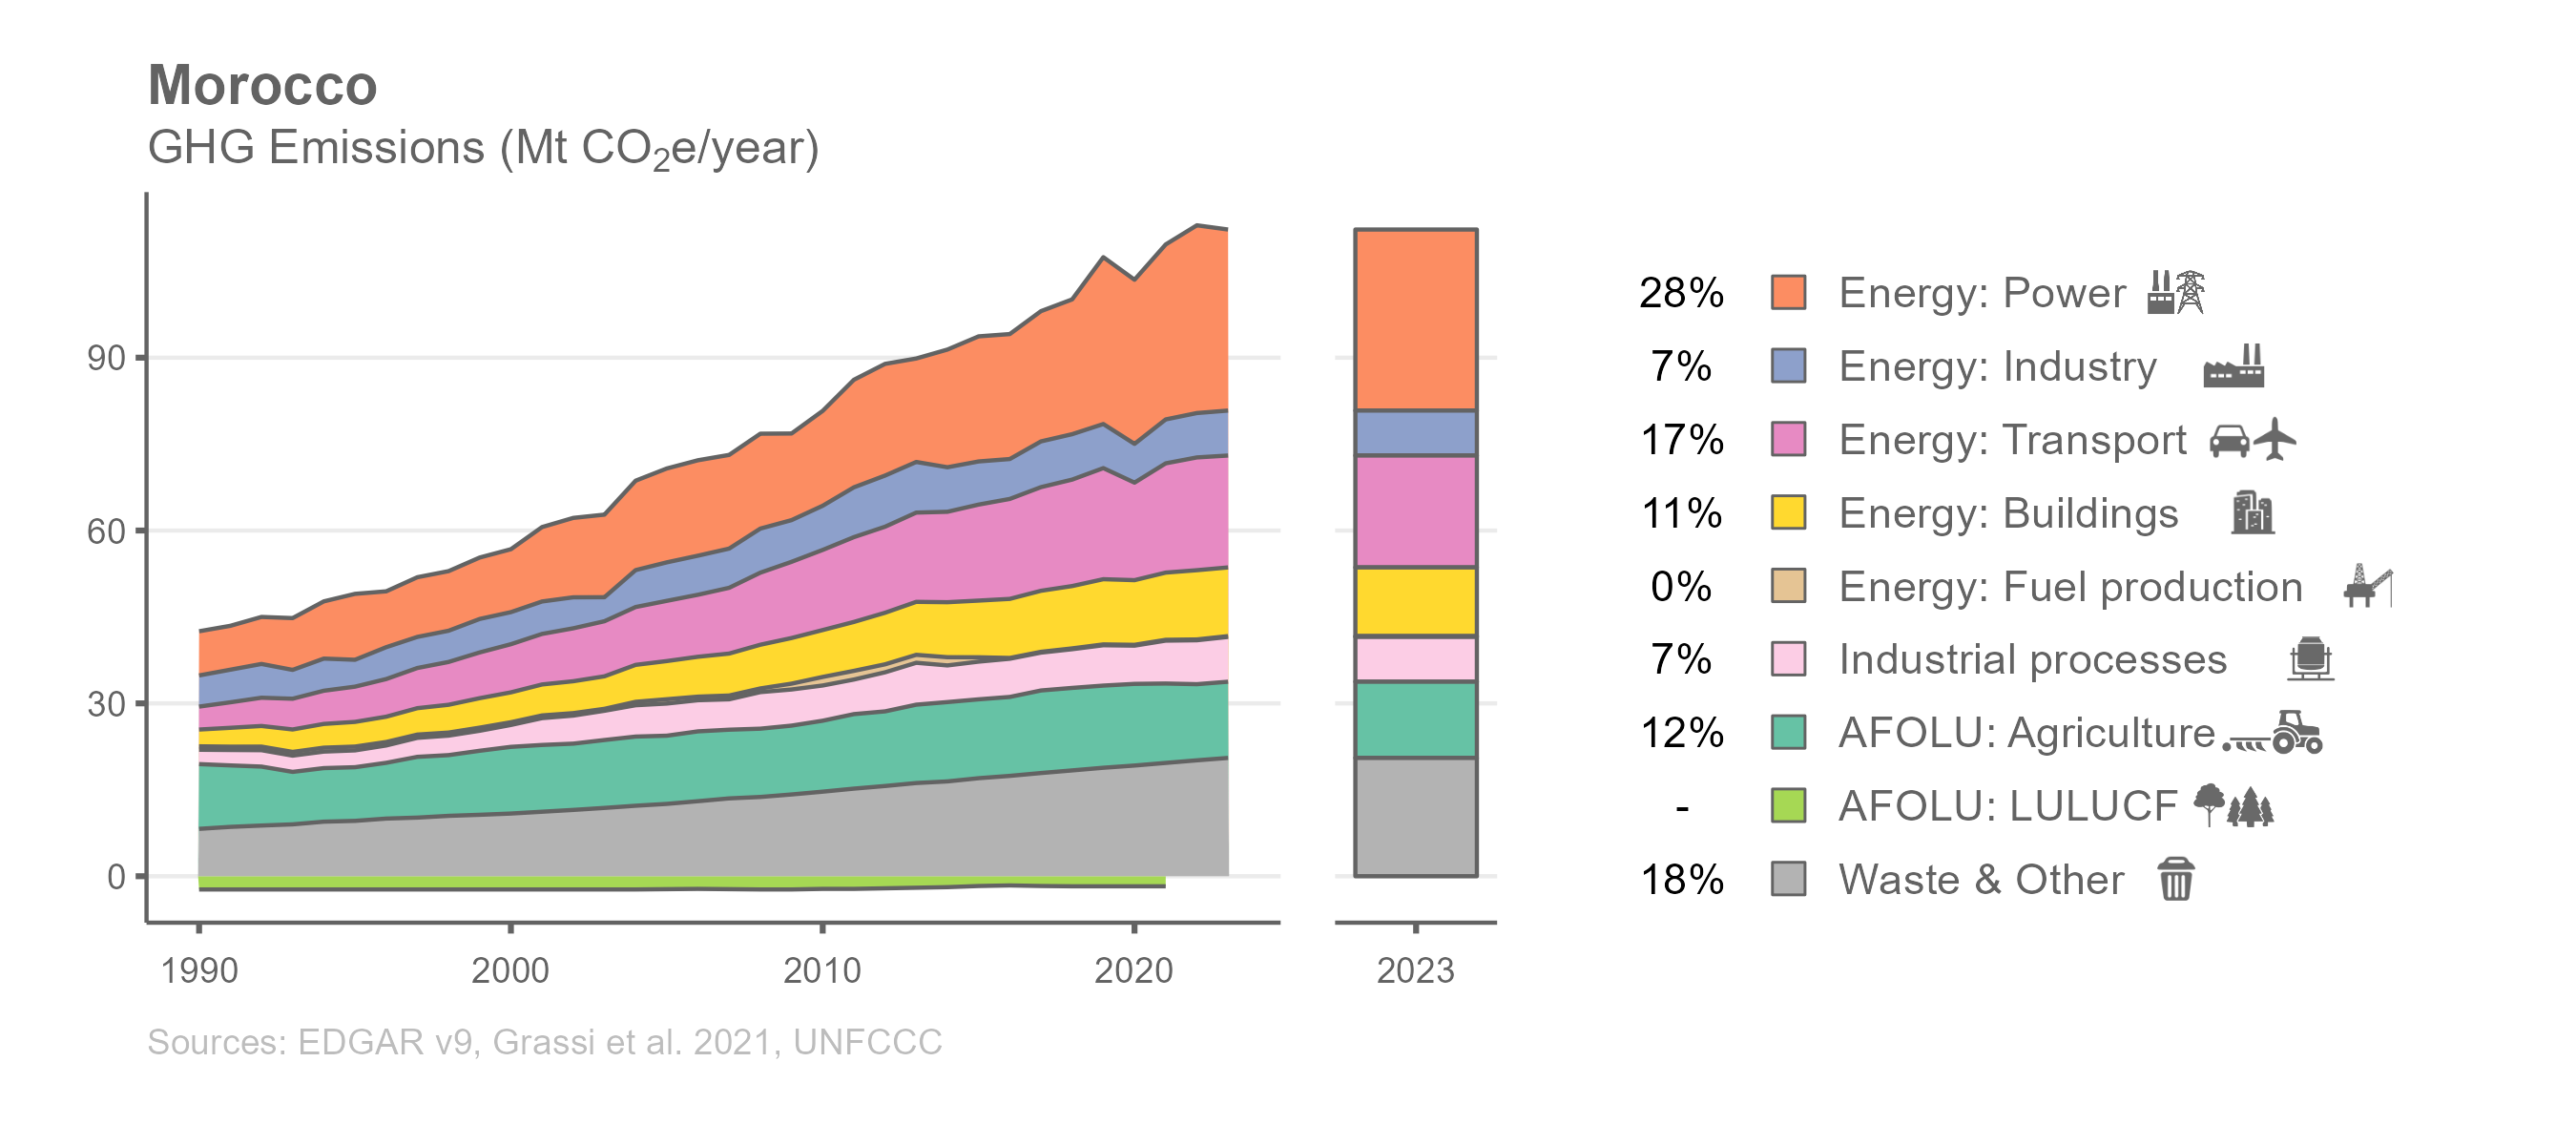 Morocco
GHG Emissions (Mt CO₂e/year)
90
60
30
0
1990
2000
2010
2020
2023
28% Energy: Power
7% Energy: Industry
17% Energy: Transport
11% Energy: Buildings
0% Energy: Fuel production
7% Industrial processes
12% AFOLU: Agriculture
- AFOLU: LULUCF
18% Waste & Other
Sources: EDGAR v9, Grassi et al. 2021, UNFCCC